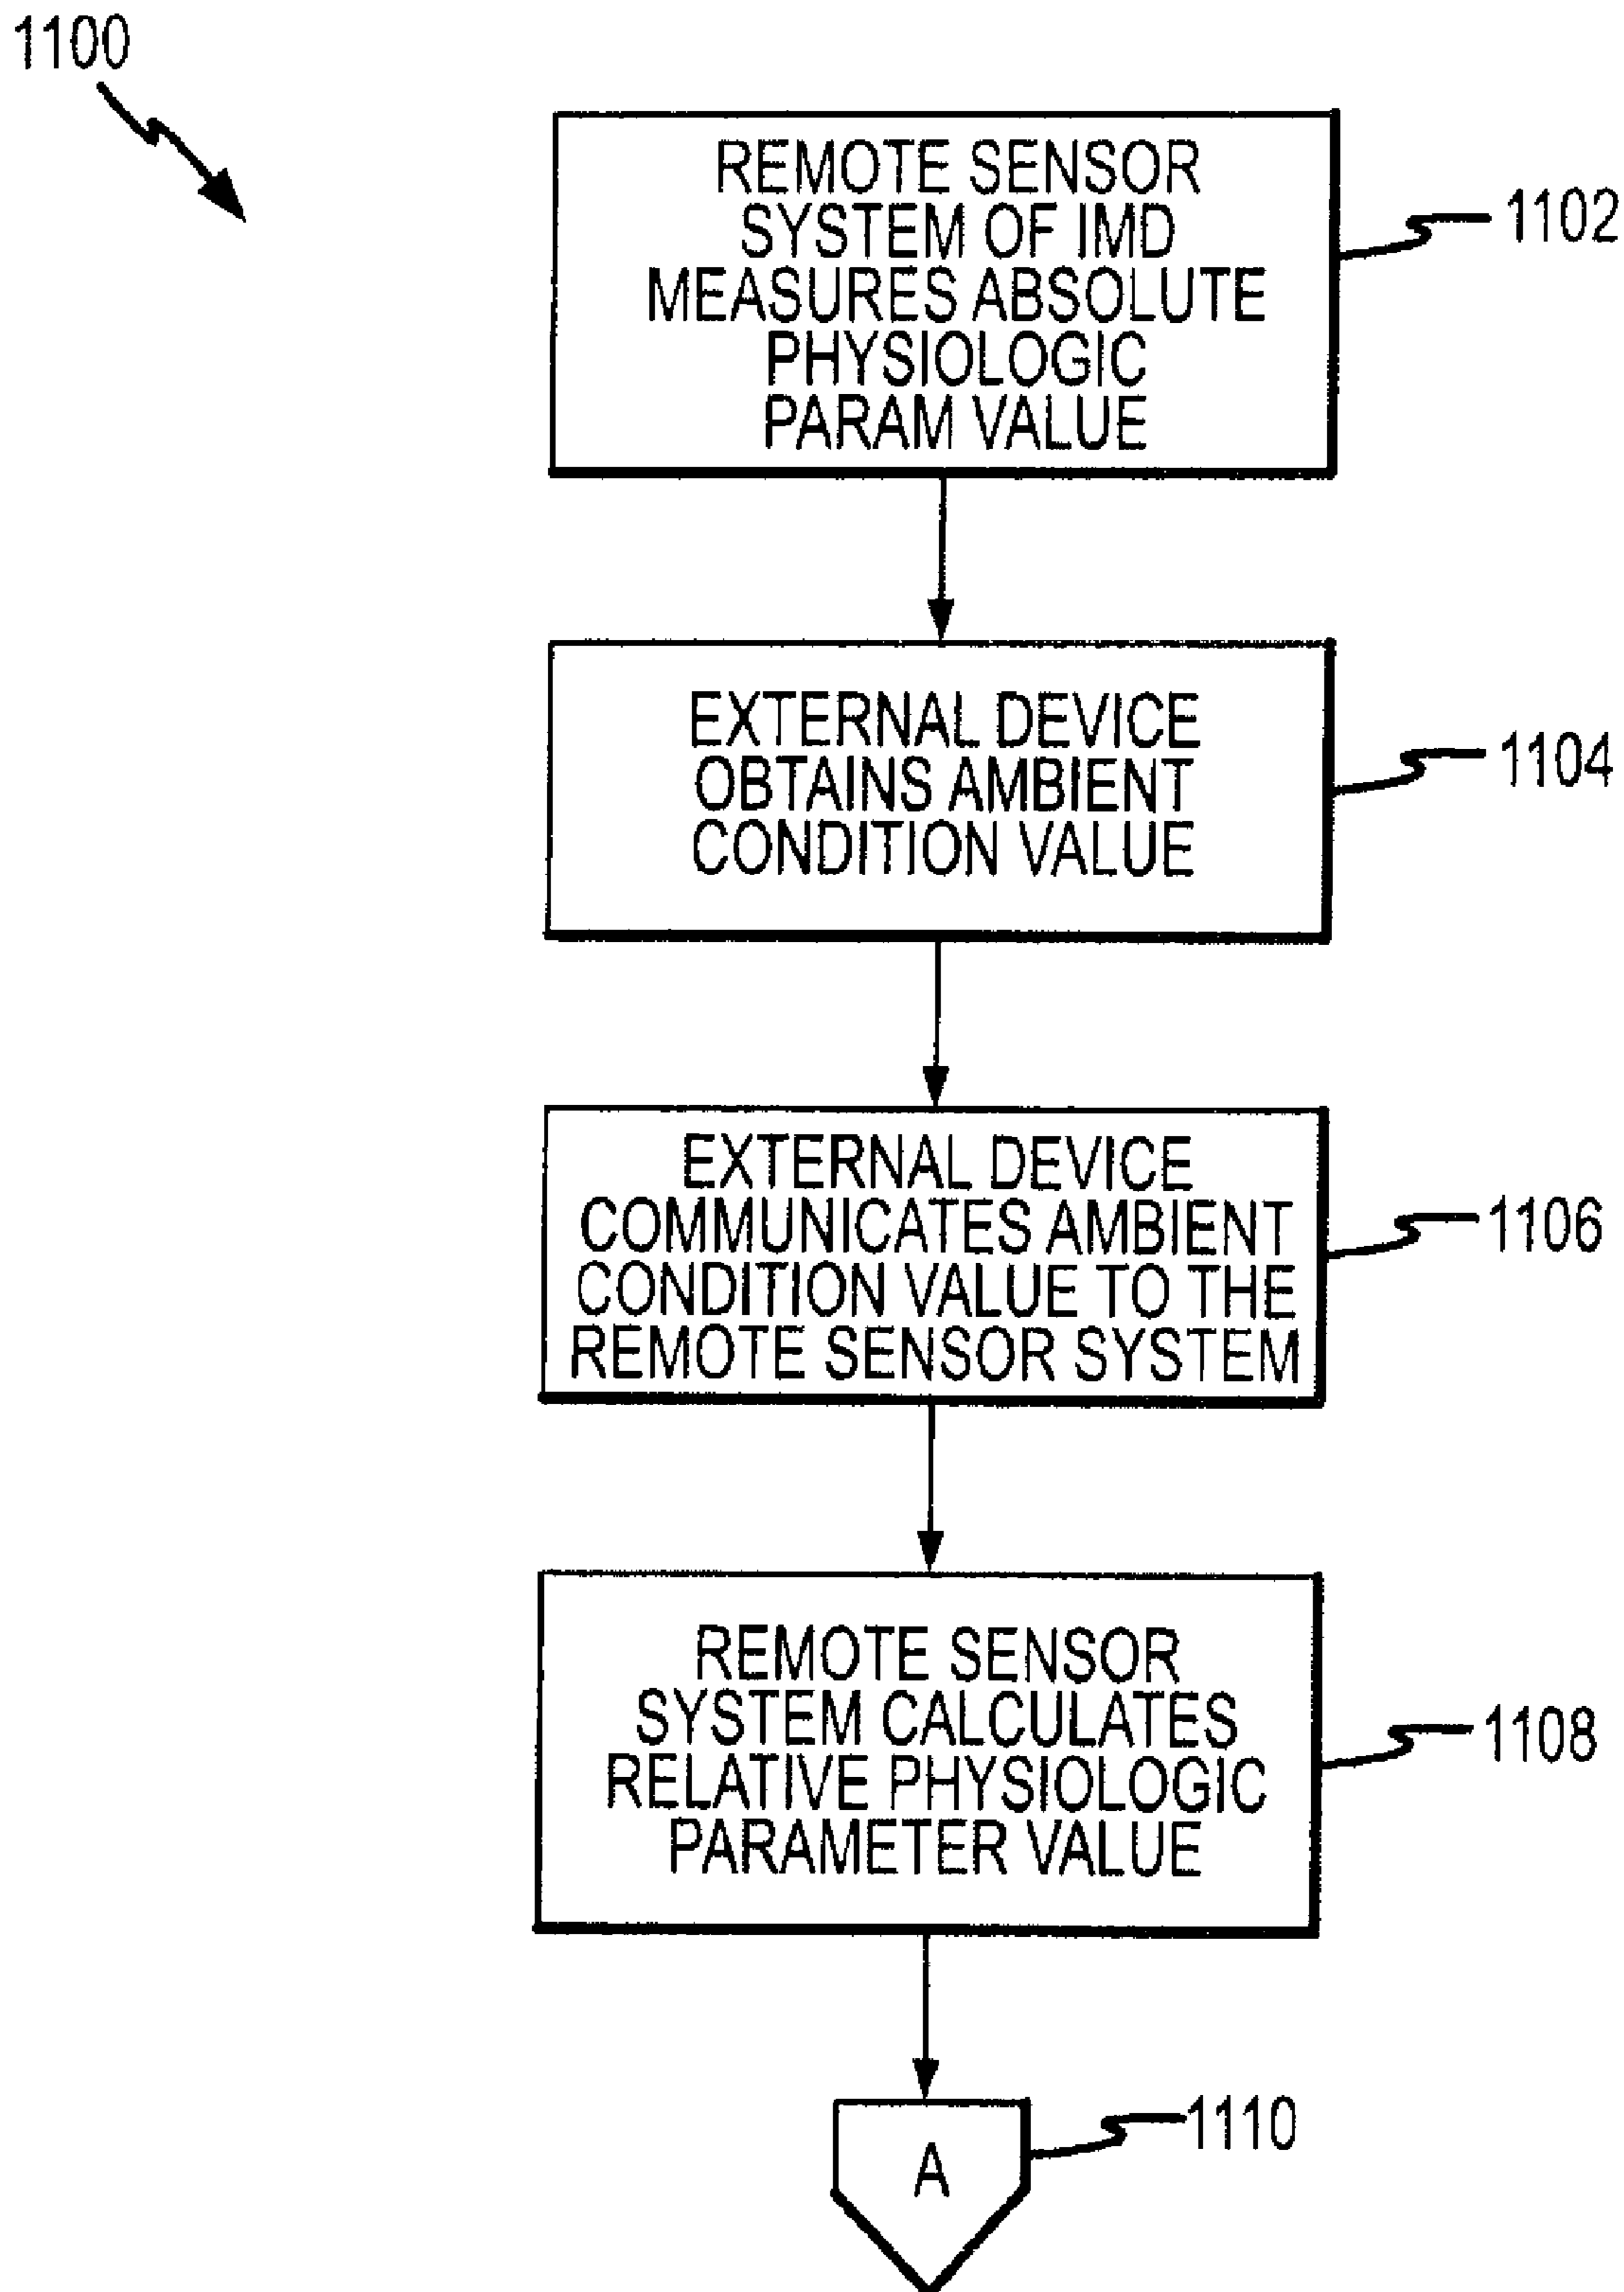 1100
REMOTE SENSOR
SYSTEM OF IMD
MEASURES ABSOLUTE
PHYSIOLOGIC
PARAM VALUE
1102
EXTERNAL DEVICE
OBTAINS AMBIENT
CONDITION VALUE
1104
EXTERNAL DEVICE
COMMUNICATES AMBIENT
CONDITION VALUE TO THE
REMOTE SENSOR SYSTEM
1106
REMOTE SENSOR
SYSTEM CALCULATES
RELATIVE PHYSIOLOGIC
PARAMETER VALUE
1108
A
1110